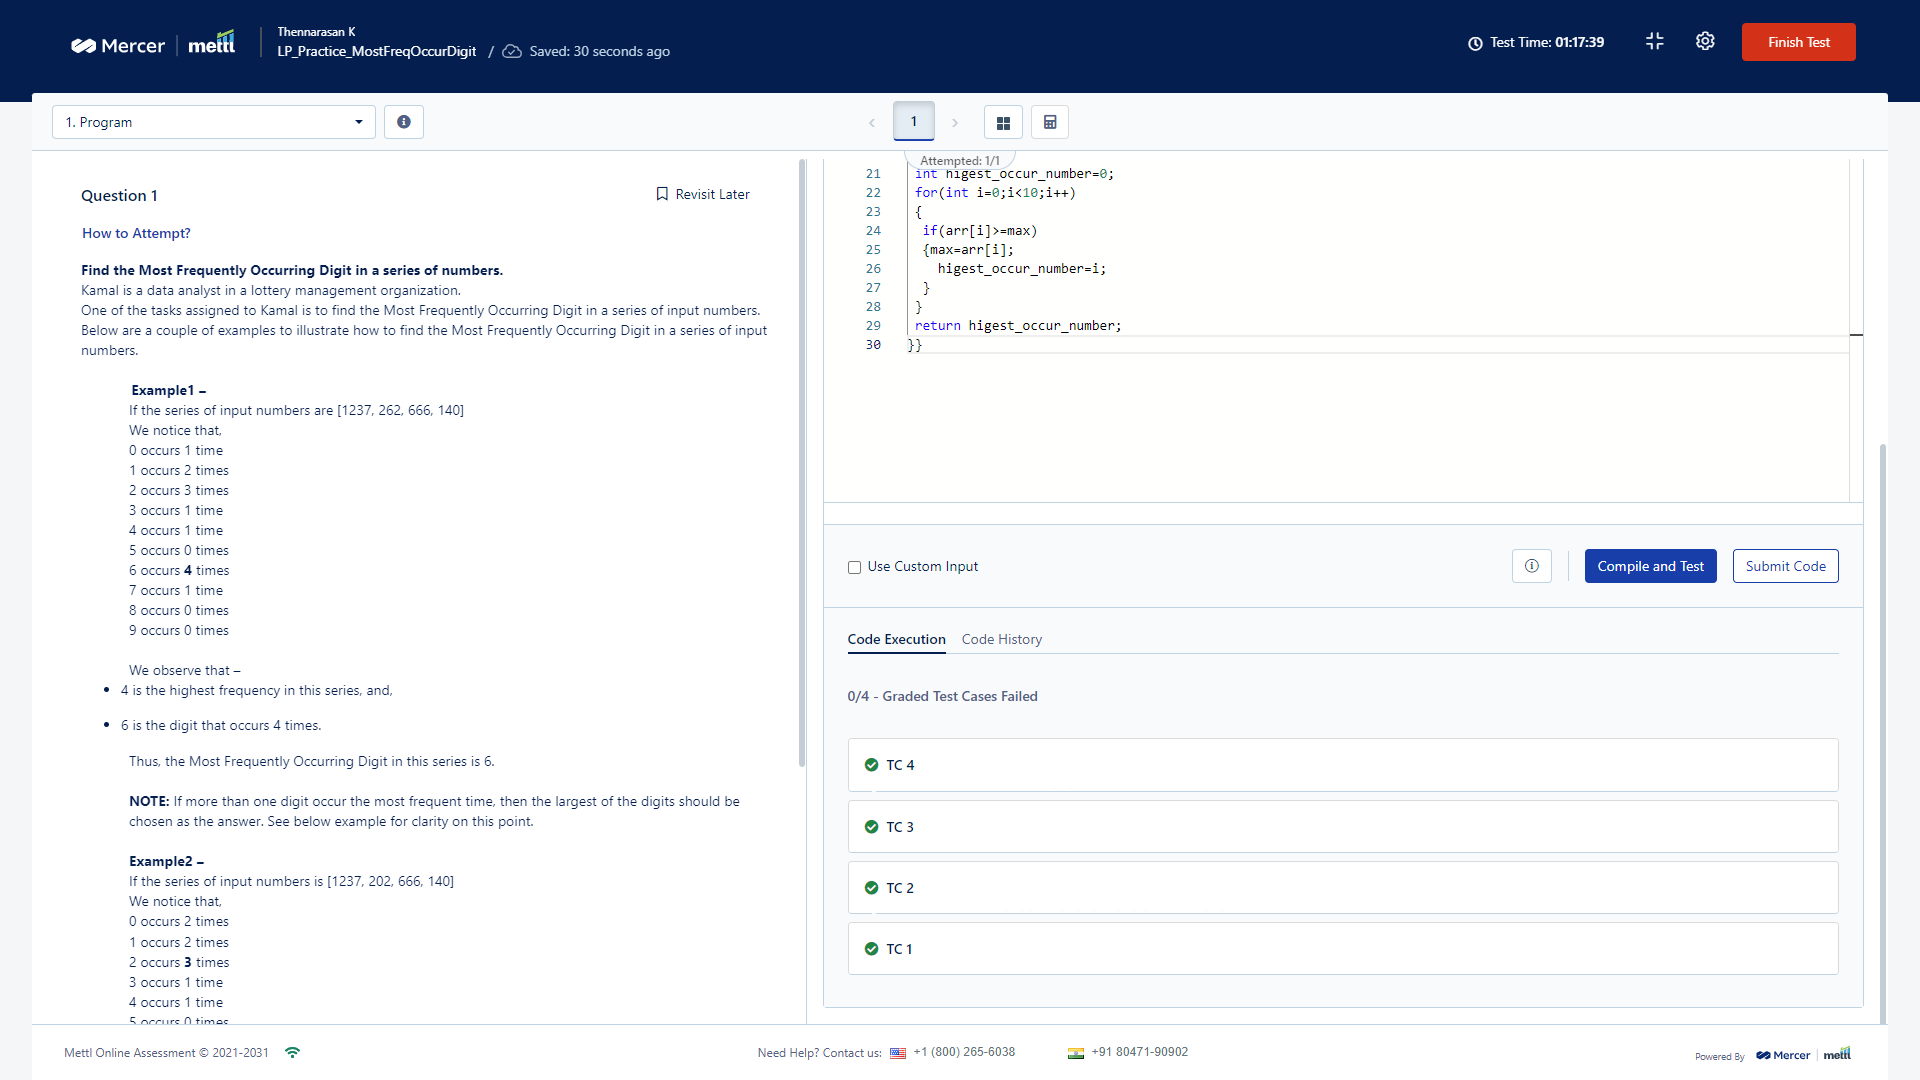 Mercer mettl
Thennarasan K
LP_Practice_MostFreqOccurDigit / Saved: 30 seconds ago
Test Time: 01:17:39
Finish Test
1. Program
1
Attempted: 1/1
Question 1
Revisit Later
How to Attempt?
Find the Most Frequently Occurring Digit in a series of numbers.
Kamal is a data analyst in a lottery management organization.
One of the tasks assigned to Kamal is to find the Most Frequently Occurring Digit in a series of input numbers.
Below are a couple of examples to illustrate how to find the Most Frequently Occurring Digit in a series of input
numbers.
Example1 –
If the series of input numbers are [1237, 262, 666, 140]
We notice that,
0 occurs 1 time
1 occurs 2 times
2 occurs 3 times
3 occurs 1 time
4 occurs 1 time
5 occurs 0 times
6 occurs 4 times
7 occurs 1 time
8 occurs 0 times
9 occurs 0 times
We observe that –
• 4 is the highest frequency in this series, and,
• 6 is the digit that occurs 4 times.
Thus, the Most Frequently Occurring Digit in this series is 6.
NOTE: If more than one digit occur the most frequent time, then the largest of the digits should be
chosen as the answer. See below example for clarity on this point.
Example2 –
If the series of input numbers is [1237, 202, 666, 140]
We notice that,
0 occurs 2 times
1 occurs 2 times
2 occurs 3 times
3 occurs 1 time
4 occurs 1 time
5 occurs 0 times
21 int higest_occur_number=0;
22 for(int i=0;i<10;i++)
23 {
24 if(arr[i]>=max)
25 {max=arr[i];
26 higest_occur_number=i;
27 }
28 }
29 return higest_occur_number;
30 }}
Use Custom Input
Compile and Test
Submit Code
Code Execution Code History
0/4 - Graded Test Cases Failed
TC 4
TC 3
TC 2
TC 1
Mettl Online Assessment © 2021-2031
Need Help? Contact us: +1 (800) 265-6038 +91 80471-90902
Powered By Mercer mettl